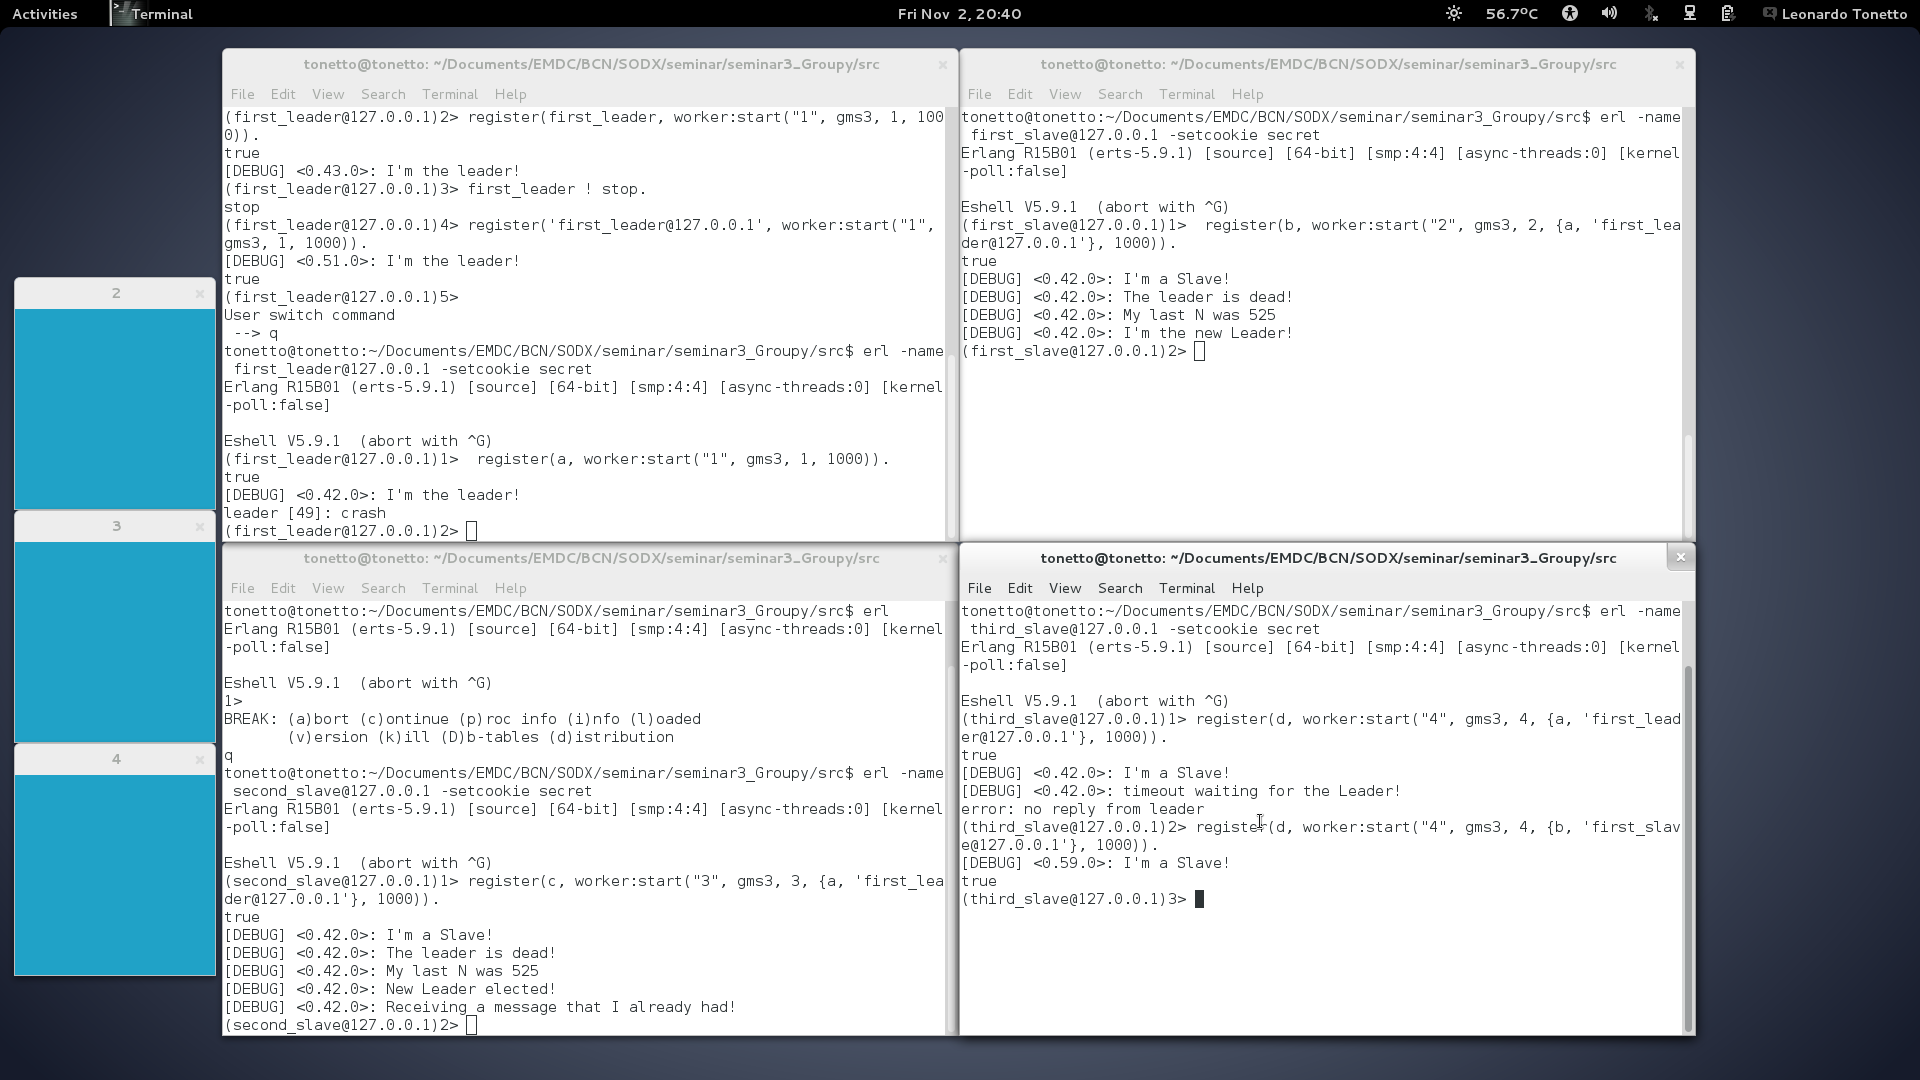 Activities
Terminal
Fri Nov 2, 20:40
56.7ºC
Leonardo Tonetto
tonetto@tonetto: ~/Documents/EMDC/BCN/SODX/seminar/seminar3_Groupy/src
File Edit View Search Terminal Help
(first_leader@127.0.0.1)2> register(first_leader, worker:start("1", gms3, 1, 100
0)).
true
[DEBUG] <0.43.0>: I'm the leader!
(first_leader@127.0.0.1)3> first_leader ! stop.
stop
(first_leader@127.0.0.1)4> register('first_leader@127.0.0.1', worker:start("1",
gms3, 1, 1000)).
[DEBUG] <0.51.0>: I'm the leader!
true
(first_leader@127.0.0.1)5>
User switch command
--> q
tonetto@tonetto:~/Documents/EMDC/BCN/SODX/seminar/seminar3_Groupy/src$ erl -name
first_leader@127.0.0.1 -setcookie secret
Erlang R15B01 (erts-5.9.1) [source] [64-bit] [smp:4:4] [async-threads:0] [kernel
-poll:false]
Eshell V5.9.1 (abort with ^G)
(first_leader@127.0.0.1)1> register(a, worker:start("1", gms3, 1, 1000)).
true
[DEBUG] <0.42.0>: I'm the leader!
leader [49]: crash
(first_leader@127.0.0.1)2>
tonetto@tonetto: ~/Documents/EMDC/BCN/SODX/seminar/seminar3_Groupy/src
File Edit View Search Terminal Help
tonetto@tonetto:~/Documents/EMDC/BCN/SODX/seminar/seminar3_Groupy/src$ erl -name
first_slave@127.0.0.1 -setcookie secret
Erlang R15B01 (erts-5.9.1) [source] [64-bit] [smp:4:4] [async-threads:0] [kernel
-poll:false]
Eshell V5.9.1 (abort with ^G)
(first_slave@127.0.0.1)1> register(b, worker:start("2", gms3, 2, {a, 'first_lea
der@127.0.0.1'}, 1000)).
true
[DEBUG] <0.42.0>: I'm a Slave!
[DEBUG] <0.42.0>: The leader is dead!
[DEBUG] <0.42.0>: My last N was 525
[DEBUG] <0.42.0>: I'm the new Leader!
(first_slave@127.0.0.1)2>
2
3
4
tonetto@tonetto: ~/Documents/EMDC/BCN/SODX/seminar/seminar3_Groupy/src
File Edit View Search Terminal Help
tonetto@tonetto:~/Documents/EMDC/BCN/SODX/seminar/seminar3_Groupy/src$ erl
Erlang R15B01 (erts-5.9.1) [source] [64-bit] [smp:4:4] [async-threads:0] [kernel
-poll:false]
Eshell V5.9.1 (abort with ^G)
1>
BREAK: (a)bort (c)ontinue (p)roc info (i)nfo (l)oaded
(v)ersion (k)ill (D)b-tables (d)istribution
q
tonetto@tonetto:~/Documents/EMDC/BCN/SODX/seminar/seminar3_Groupy/src$ erl -name
second_slave@127.0.0.1 -setcookie secret
Erlang R15B01 (erts-5.9.1) [source] [64-bit] [smp:4:4] [async-threads:0] [kernel
-poll:false]
Eshell V5.9.1 (abort with ^G)
(second_slave@127.0.0.1)1> register(c, worker:start("3", gms3, 3, {a, 'first_lea
der@127.0.0.1'}, 1000)).
true
[DEBUG] <0.42.0>: I'm a Slave!
[DEBUG] <0.42.0>: The leader is dead!
[DEBUG] <0.42.0>: My last N was 525
[DEBUG] <0.42.0>: New Leader elected!
[DEBUG] <0.42.0>: Receiving a message that I already had!
(second_slave@127.0.0.1)2>
tonetto@tonetto: ~/Documents/EMDC/BCN/SODX/seminar/seminar3_Groupy/src
File Edit View Search Terminal Help
tonetto@tonetto:~/Documents/EMDC/BCN/SODX/seminar/seminar3_Groupy/src$ erl -name
third_slave@127.0.0.1 -setcookie secret
Erlang R15B01 (erts-5.9.1) [source] [64-bit] [smp:4:4] [async-threads:0] [kernel
-poll:false]
Eshell V5.9.1 (abort with ^G)
(third_slave@127.0.0.1)1> register(d, worker:start("4", gms3, 4, {a, 'first_lead
er@127.0.0.1'}, 1000)).
true
[DEBUG] <0.42.0>: I'm a Slave!
[DEBUG] <0.42.0>: timeout waiting for the Leader!
error: no reply from leader
(third_slave@127.0.0.1)2> register(d, worker:start("4", gms3, 4, {b, 'first_slav
e@127.0.0.1'}, 1000)).
[DEBUG] <0.59.0>: I'm a Slave!
true
(third_slave@127.0.0.1)3>